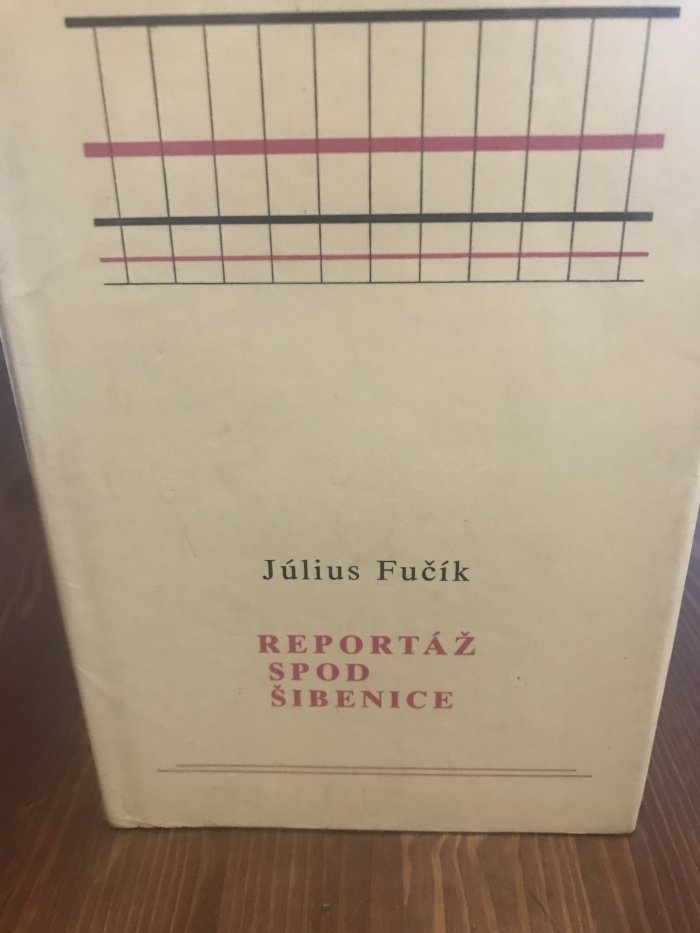 Július Fučík
REPORTÁŽ
SPOD
ŠIBENICE